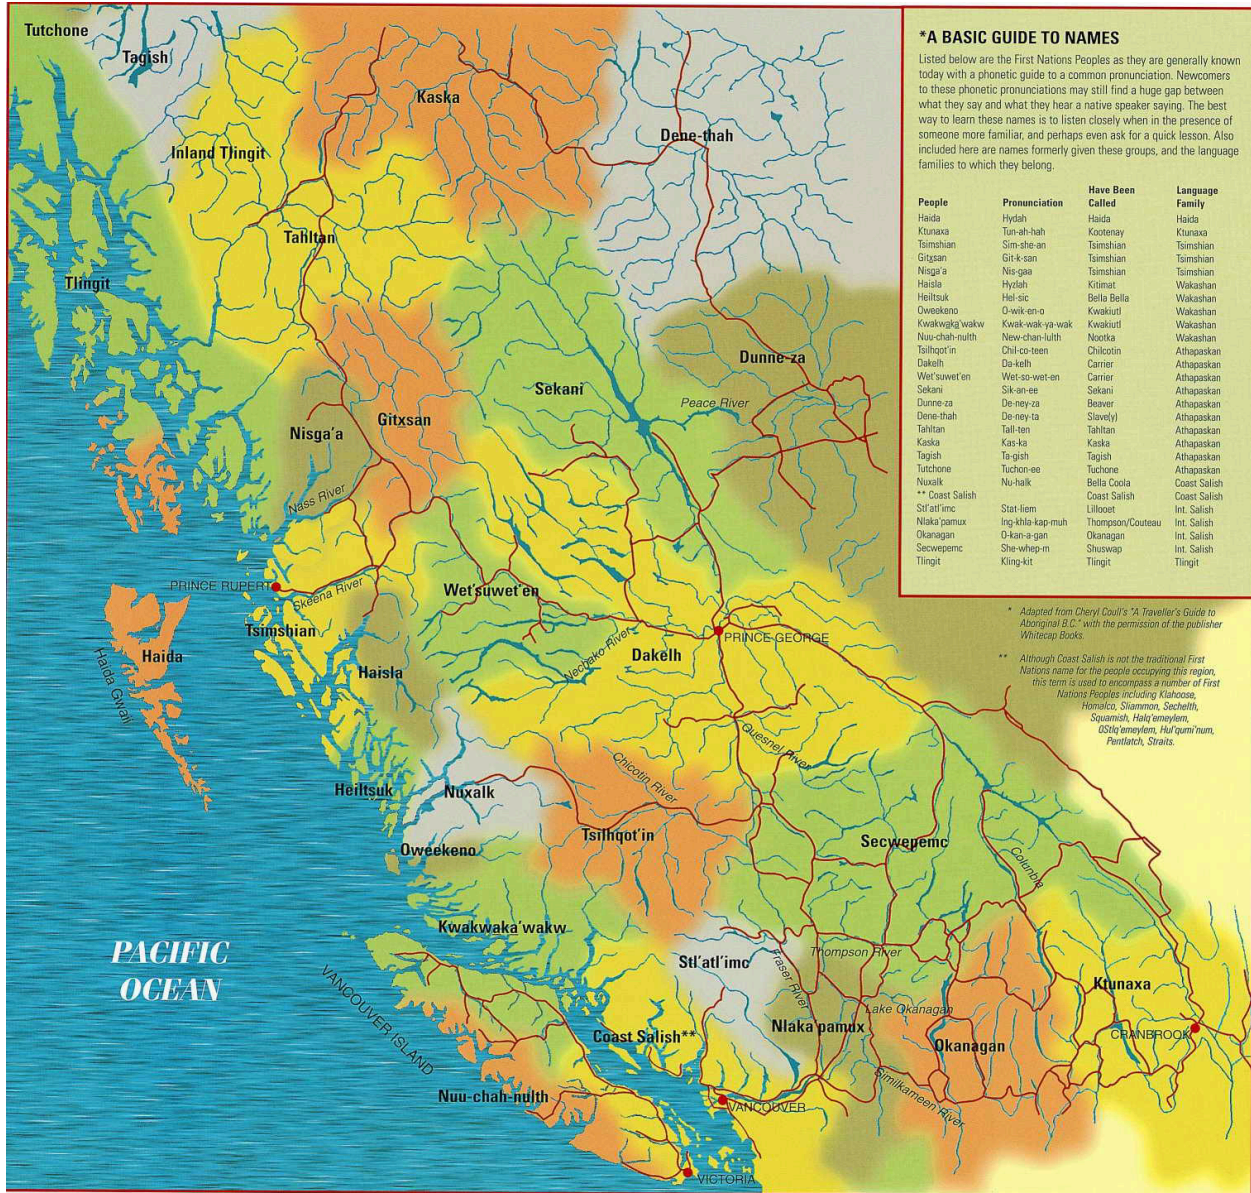 Tutchone
Tagish
Kaska
Dene-thah
Inland Tlingit
Tahltan
Tlingit
Dunne-za
Sekani
Peace River
Gitxsan
Nisga'a
Nass River
PRINCE RUPERT
Skeena River
Wet'suwet'en
Tsimshian
PRINCE GEORGE
Nechako River
Dakelh
Haida
Haisla
Haida Gwaii
Quesnel River
Chicotin River
Heiltsuk
Nuxalk
Tsilhqot'in
Secwepemc
Oweekeno
Columbia
Kwakwaka'wakw
PACIFIC
OCEAN
Stl'atl'imc
Thompson River
Fraser River
Ktunaxa
VANCOUVER ISLAND
Lake Okanagan
Nlaka pamux
CRANBROOK
Coast Salish**
Okanagan
Similkameen River
Nuu-chah-nulth
VANCOUVER
VICTORIA
*A BASIC GUIDE TO NAMES
Listed below are the First Nations Peoples as they are generally known
today with a phonetic guide to a common pronunciation. Newcomers
to these phonetic pronunciations may still find a huge gap between
what they say and what they hear a native speaker saying. The best
way to learn these names is to listen closely when in the presence of
someone more familiar, and perhaps even ask for a quick lesson. Also
included here are names formerly given these groups, and the language
families to which they belong.
Have Been Language
People Pronunciation Called Family
Haida Hydah Haida Haida
Ktunaxa Tun-ah-hah Kootenay Ktunaxa
Tsimshian Sim-she-an Tsimshian Tsimshian
Gitxsan Git-k-san Tsimshian Tsimshian
Nisga'a Nis-gaa Tsimshian Tsimshian
Haisla Hyzlah Kitimat Wakashan
Heiltsuk Hel-sic Bella Bella Wakashan
Oweekeno O-wik-en-o Kwakiutl Wakashan
Kwakwaka'wakw Kwak-wak-ya-wak Kwakiutl Wakashan
Nuu-chah-nulth New-chan-lulth Nootka Wakashan
Tsilhqot'in Chil-co-teen Chilcotin Athapaskan
Dakelh Da-kelh Carrier Athapaskan
Wet'suwet'en Wet-so-wet-en Carrier Athapaskan
Sekani Sik-an-ee Sekani Athapaskan
Dunne-za De-ney-za Beaver Athapaskan
Dene-thah De-ney-ta Slave(y) Athapaskan
Tahltan Tall-ten Tahltan Athapaskan
Kaska Kas-ka Kaska Athapaskan
Tagish Ta-gish Tagish Athapaskan
Tutchone Tuchon-ee Tuchone Athapaskan
Nuxalk Nu-halk Bella Coola Coast Salish
** Coast Salish Coast Salish Coast Salish
Stl'atl'imc Stat-liem Lillooet Int. Salish
Nlaka'pamux Ing-khla-kap-muh Thompson/Couteau Int. Salish
Okanagan O-kan-a-gan Okanagan Int. Salish
Secwepemc She-whep-m Shuswap Int. Salish
Tlingit Kling-kit Tlingit Tlingit
* Adapted from Cheryl Coull's "A Traveller's Guide to
Aboriginal B.C." with the permission of the publisher
Whitecap Books.
** Although Coast Salish is not the traditional First
Nations name for the people occupying this region,
this term is used to encompass a number of First
Nations Peoples including Klahoose,
Homalco, Sliammon, Sechelth,
Squamish, Halq'emeylem,
OStlq'emeylem, Hul'qumi'num,
Pentlatch, Straits.